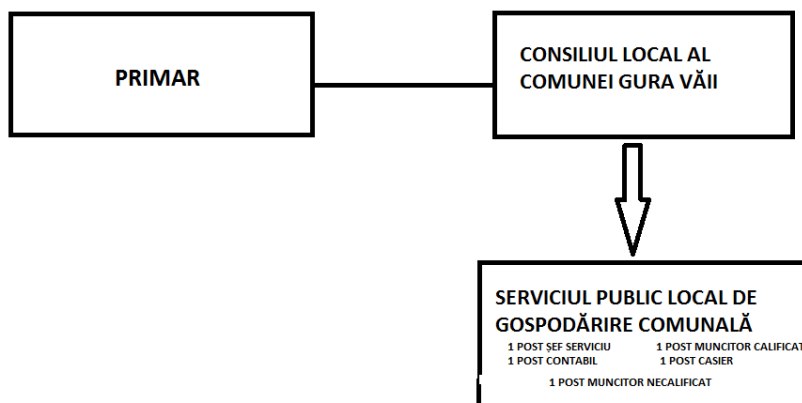 PRIMAR
CONSILIUL LOCAL AL
COMUNEI GURA VĂII
SERVICIUL PUBLIC LOCAL DE
GOSPODĂRIRE COMUNALĂ
1 POST ȘEF SERVICIU 1 POST MUNCITOR CALIFICAT
1 POST CONTABIL 1 POST CASIER
1 POST MUNCITOR NECALIFICAT